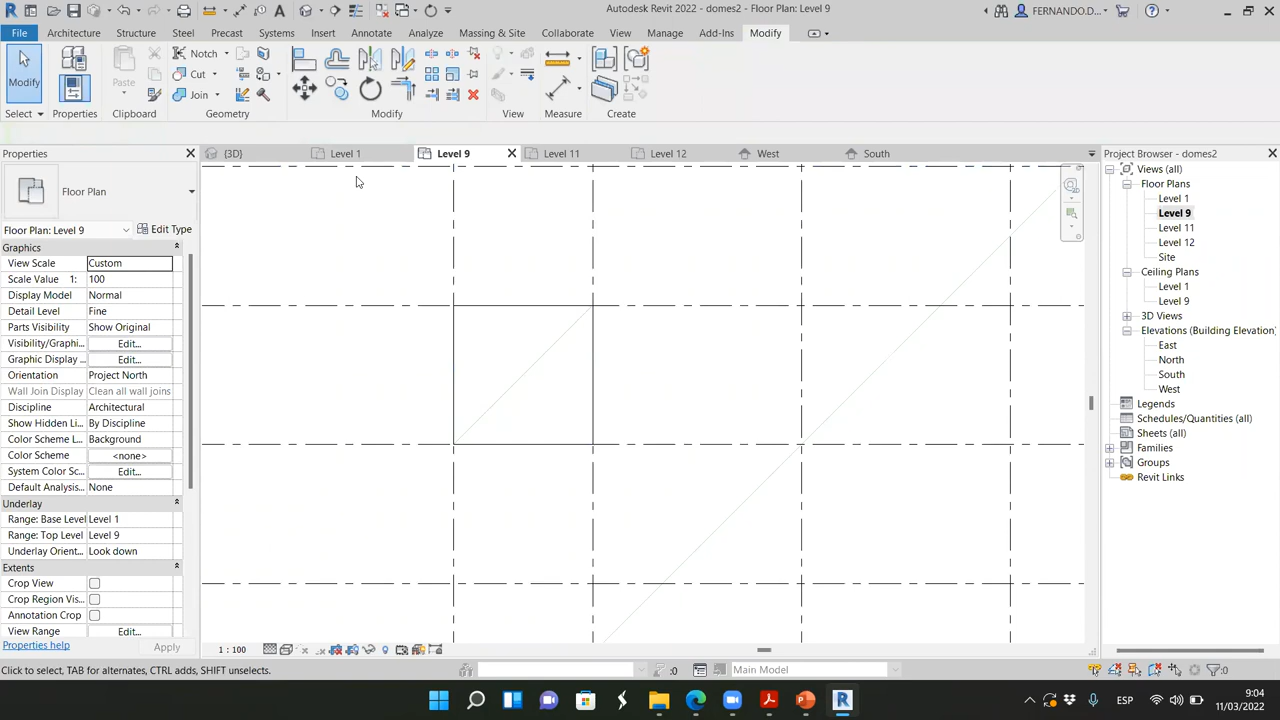 Autodesk Revit 2022 - domes2 - Floor Plan: Level 9
FERNANDO.D...
File Architecture Structure Steel Precast Systems Insert Annotate Analyze Massing & Site Collaborate View Manage Add-Ins Modify
Modify
Paste
Notch
Cut
Join
Select Properties Clipboard Geometry Modify View Measure Create
Properties
{3D} Level 1 Level 9 Level 11 Level 12 West South
Project Browser - domes2
Floor Plan
Floor Plan: Level 9 Edit Type
Graphics
View Scale Custom
Scale Value 1: 100
Display Model Normal
Detail Level Fine
Parts Visibility Show Original
Visibility/Graphi... Edit...
Graphic Display ... Edit...
Orientation Project North
Wall Join Display Clean all wall joins
Discipline Architectural
Show Hidden Li... By Discipline
Color Scheme L... Background
Color Scheme <none>
System Color Sc... Edit...
Default Analysis... None
Underlay
Range: Base Level Level 1
Range: Top Level Level 9
Underlay Orient... Look down
Extents
Crop View
Crop Region Vis...
Annotation Crop
View Range Edit...
Properties help Apply
Views (all)
Floor Plans
Level 1
Level 9
Level 11
Level 12
Site
Ceiling Plans
Level 1
Level 9
3D Views
Elevations (Building Elevation
East
North
South
West
Legends
Schedules/Quantities (all)
Sheets (all)
Families
Groups
Revit Links
1 : 100
Click to select, TAB for alternates, CTRL adds, SHIFT unselects.
:0
Main Model
:0
ESP
9:04
11/03/2022